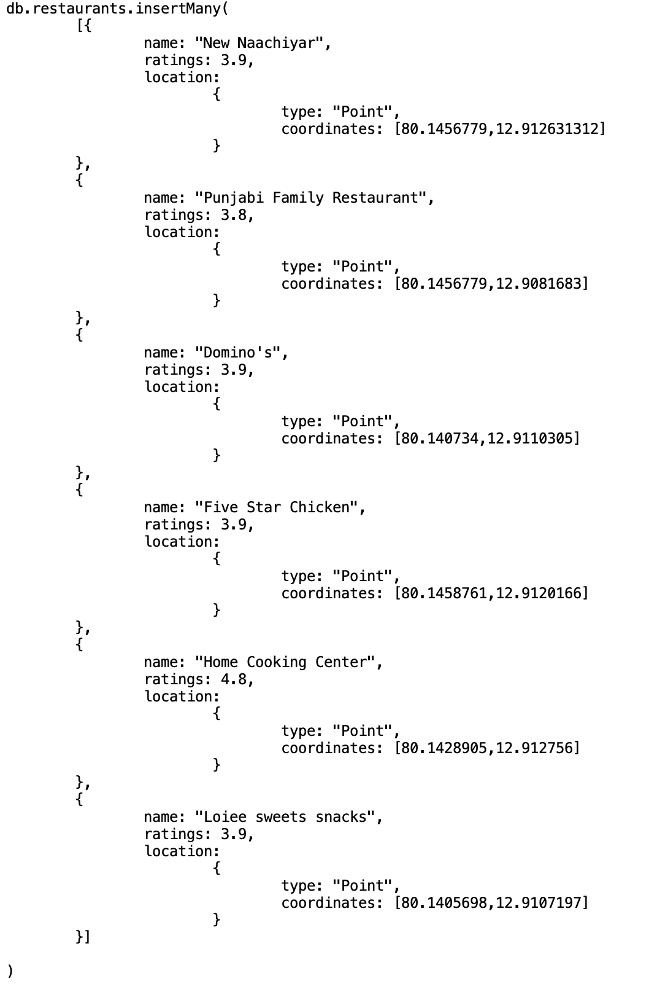 db.restaurants.insertMany(
[{
name: "New Naachiyar",
ratings: 3.9,
location:
{
type: "Point",
coordinates: [80.1456779,12.912631312]
}
},
{
name: "Punjabi Family Restaurant",
ratings: 3.8,
location:
{
type: "Point",
coordinates: [80.1456779,12.9081683]
}
},
{
name: "Domino's",
ratings: 3.9,
location:
{
type: "Point",
coordinates: [80.140734,12.9110305]
}
},
{
name: "Five Star Chicken",
ratings: 3.9,
location:
{
type: "Point",
coordinates: [80.1458761,12.9120166]
}
},
{
name: "Home Cooking Center",
ratings: 4.8,
location:
{
type: "Point",
coordinates: [80.1428905,12.912756]
}
},
{
name: "Loiee sweets snacks",
ratings: 3.9,
location:
{
type: "Point",
coordinates: [80.1405698,12.9107197]
}
}]
)